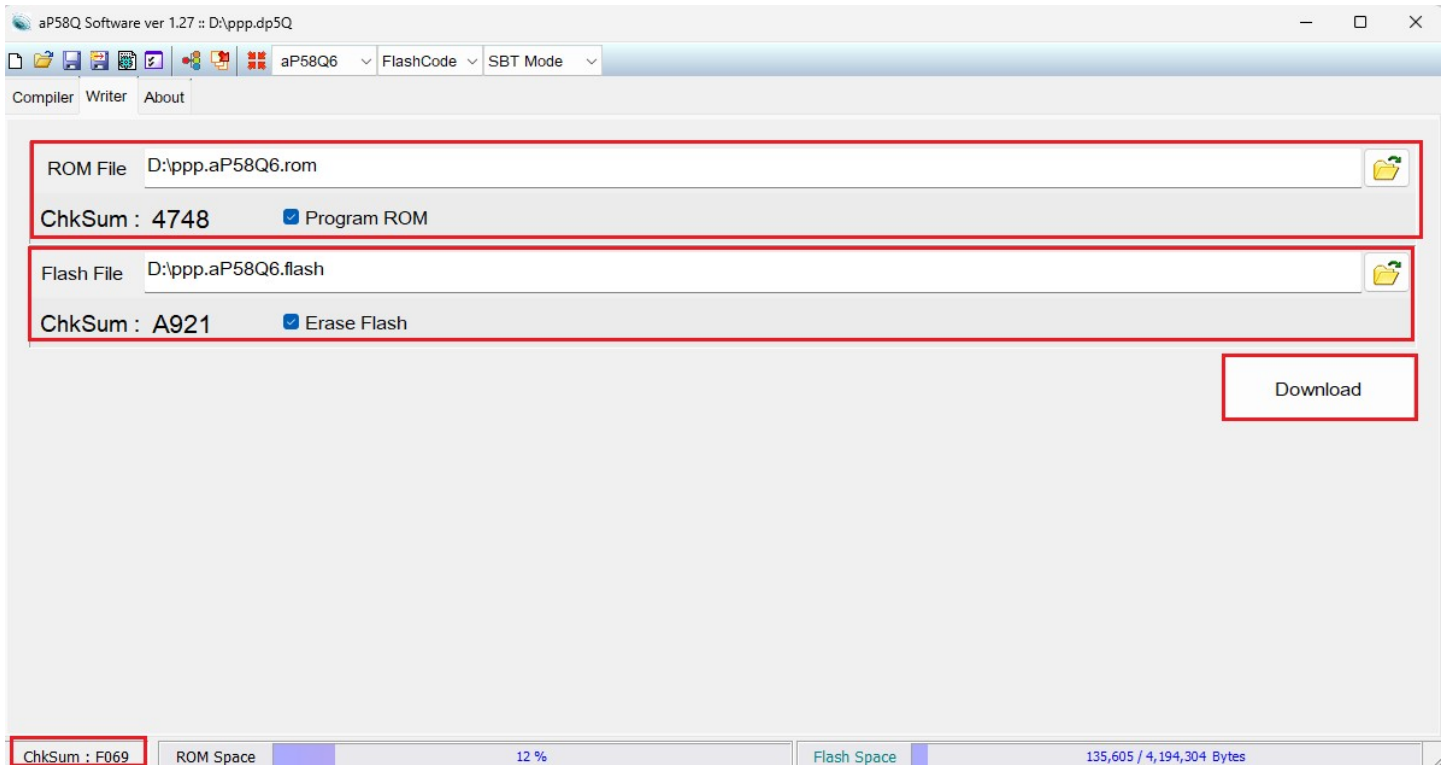 aP58Q Software ver 1.27 :: D:\ppp.dp5Q
aP58Q6 FlashCode SBT Mode
Compiler Writer About
ROM File D:\ppp.aP58Q6.rom
ChkSum : 4748 Program ROM
Flash File D:\ppp.aP58Q6.flash
ChkSum : A921 Erase Flash
Download
ChkSum : F069 ROM Space 12 % Flash Space 135,605 / 4,194,304 Bytes